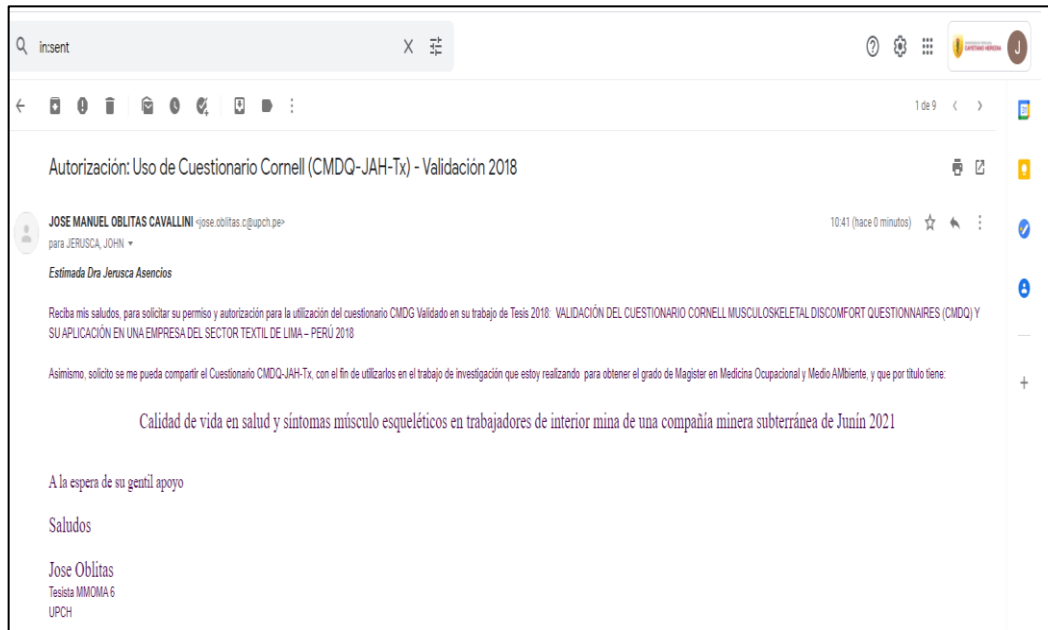 in:sent
1 de 9
Autorización: Uso de Cuestionario Cornell (CMDQ-JAH-Tx) - Validación 2018
JOSE MANUEL OBLITAS CAVALLINI <jose.oblitas.c@upch.pe>
10:41 (hace 0 minutos)
para JERUSCA, JOHN
Estimada Dra Jerusca Asencios
Reciba mis saludos, para solicitar su permiso y autorización para la utilización del cuestionario CMDG Validado en su trabajo de Tesis 2018: VALIDACIÓN DEL CUESTIONARIO CORNELL MUSCULOSKELETAL DISCOMFORT QUESTIONNAIRES (CMDQ) Y
SU APLICACIÓN EN UNA EMPRESA DEL SECTOR TEXTIL DE LIMA – PERÚ 2018
Asimismo, solicito se me pueda compartir el Cuestionario CMDQ-JAH-Tx, con el fin de utilizarlos en el trabajo de investigación que estoy realizando para obtener el grado de Magister en Medicina Ocupacional y Medio AMbiente, y que por título tiene:
Calidad de vida en salud y síntomas músculo esqueléticos en trabajadores de interior mina de una compañía minera subterránea de Junín 2021
A la espera de su gentil apoyo
Saludos
Jose Oblitas
Tesista MMOMA 6
UPCH
CAYETANO HEREDIA
J